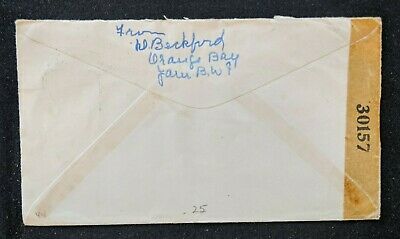 From
D. Beckford
Orange Bay
Jam B.W.I
30157
.25